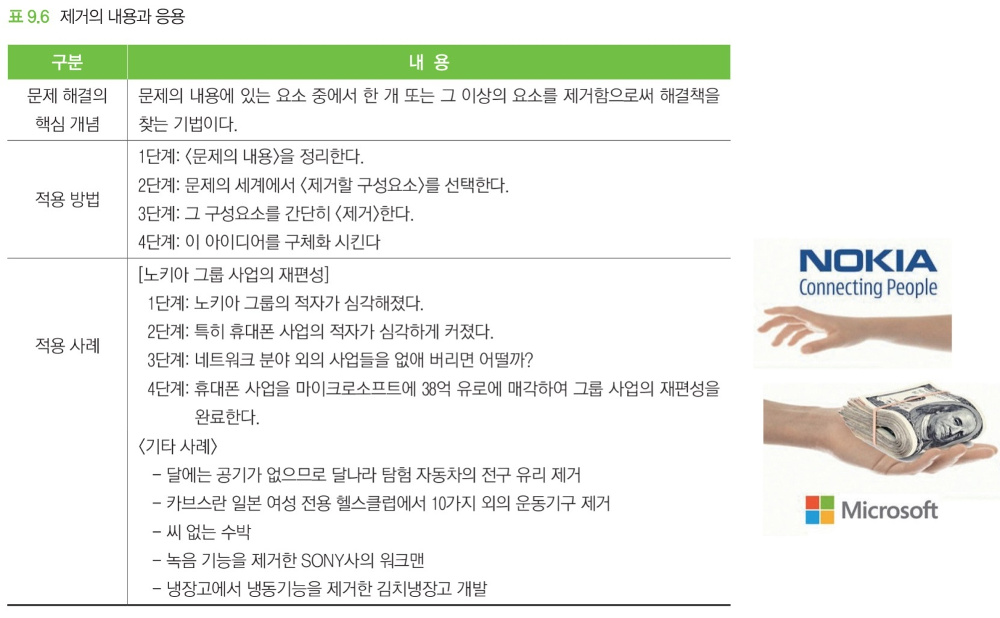 표 9.6 제거의 내용과 응용
구분
내 용
문제 해결의
핵심 개념
문제의 내용에 있는 요소 중에서 한 개 또는 그 이상의 요소를 제거함으로써 해결책을
찾는 기법이다.
적용 방법
1단계: 〈문제의 내용〉을 정리한다.
2단계: 문제의 세계에서 〈제거할 구성요소〉를 선택한다.
3단계: 그 구성요소를 간단히 〈제거〉한다.
4단계: 이 아이디어를 구체화 시킨다
적용 사례
[노키아 그룹 사업의 재편성]
1단계: 노키아 그룹의 적자가 심각해졌다.
2단계: 특히 휴대폰 사업의 적자가 심각하게 커졌다.
3단계: 네트워크 분야 외의 사업들을 없애 버리면 어떨까?
4단계: 휴대폰 사업을 마이크로소프트에 38억 유로에 매각하여 그룹 사업의 재편성을
완료한다.
〈기타 사례〉
– 달에는 공기가 없으므로 달나라 탐험 자동차의 전구 유리 제거
– 카브스란 일본 여성 전용 헬스클럽에서 10가지 외의 운동기구 제거
– 씨 없는 수박
– 녹음 기능을 제거한 SONY사의 워크맨
– 냉장고에서 냉동기능을 제거한 김치냉장고 개발
NOKIA
Connecting People
Microsoft